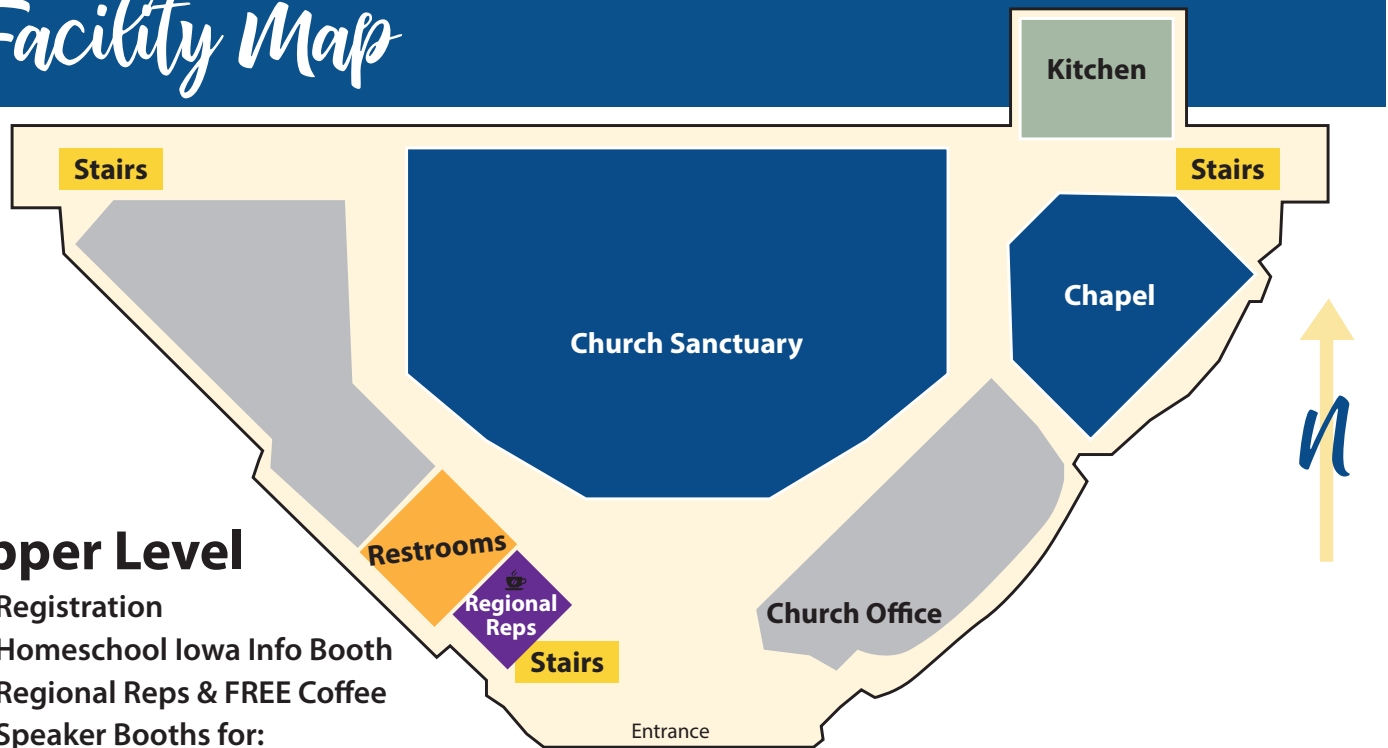 Facility Map
Kitchen
Stairs
Stairs
Chapel
Church Sanctuary
Restrooms
Regional
Reps
Stairs
Church Office
Entrance
n
pper Level
Registration
Homeschool Iowa Info Booth
Regional Reps & FREE Coffee
Speaker Booths for: